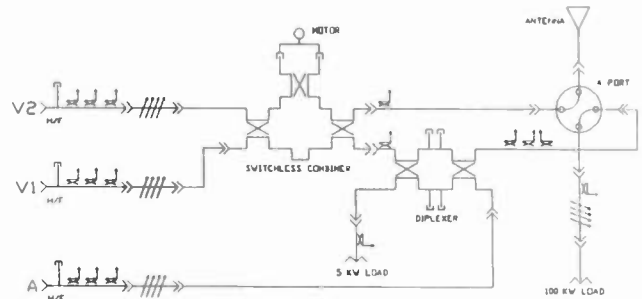 ANTENNA
MOTOR
4 PORT
V2
H/F
SWITCHLESS COMBINER
V1
H/F
DIPLEXER
5 KW LOAD
A
H/F
100 KW LOAD